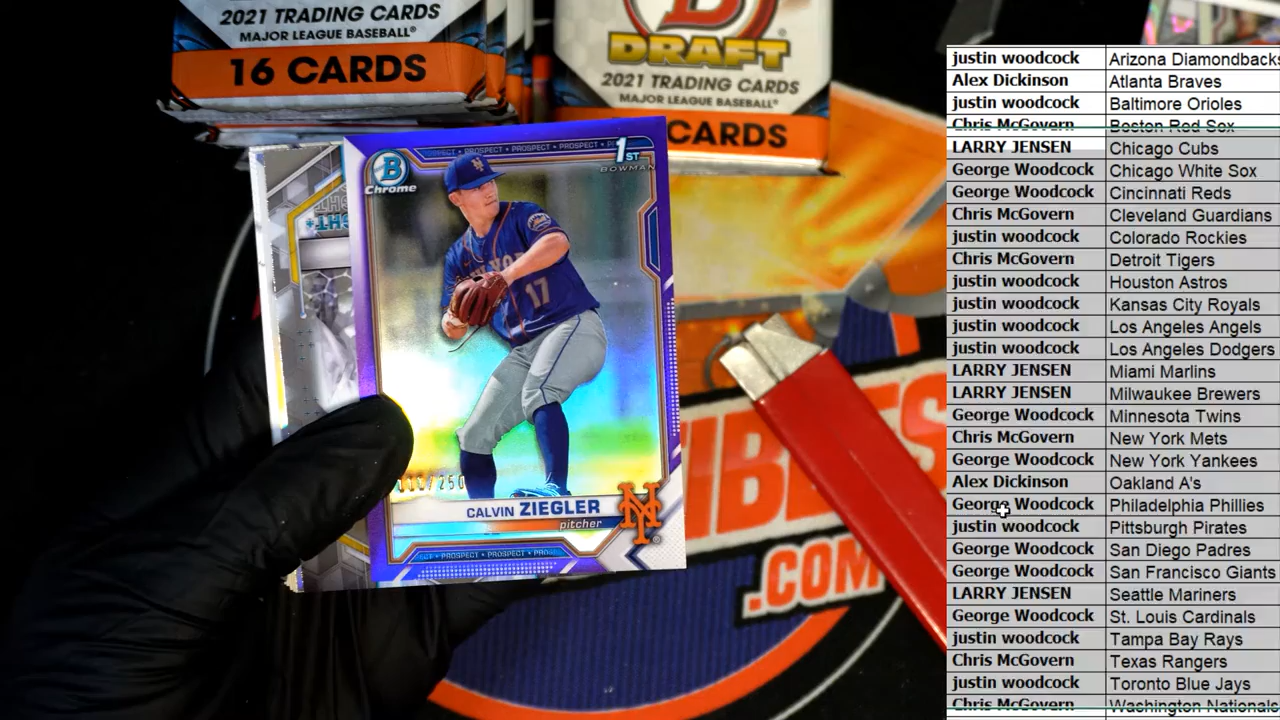 2021 TRADING CARDS
MAJOR LEAGUE BASEBALL®
16 CARDS
B
DRAFT
2021 TRADING CARDS
MAJOR LEAGUE BASEBALL®
CARDS
PROSPECT • PROSPECT • PROSPECT
B
Chrome
1ST
BOWMAN
17
/250
CALVIN ZIEGLER
pitcher
NY
PROSPECT • PROSPECT
.COM
justin woodcock Arizona Diamondbacks
Alex Dickinson Atlanta Braves
justin woodcock Baltimore Orioles
Chris McGovern Boston Red Sox
LARRY JENSEN Chicago Cubs
George Woodcock Chicago White Sox
George Woodcock Cincinnati Reds
Chris McGovern Cleveland Guardians
justin woodcock Colorado Rockies
Chris McGovern Detroit Tigers
justin woodcock Houston Astros
justin woodcock Kansas City Royals
justin woodcock Los Angeles Angels
justin woodcock Los Angeles Dodgers
LARRY JENSEN Miami Marlins
LARRY JENSEN Milwaukee Brewers
George Woodcock Minnesota Twins
Chris McGovern New York Mets
George Woodcock New York Yankees
Alex Dickinson Oakland A's
George Woodcock Philadelphia Phillies
justin woodcock Pittsburgh Pirates
George Woodcock San Diego Padres
George Woodcock San Francisco Giants
LARRY JENSEN Seattle Mariners
George Woodcock St. Louis Cardinals
justin woodcock Tampa Bay Rays
Chris McGovern Texas Rangers
justin woodcock Toronto Blue Jays
Chris McGovern Washington Nationals